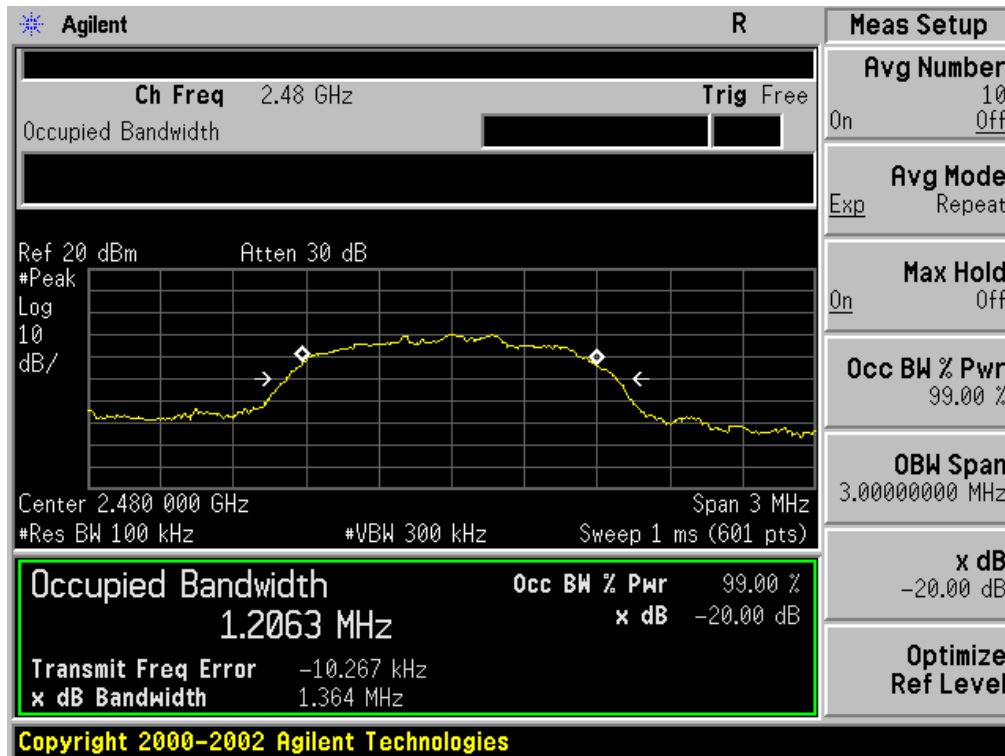 Agilent R Meas Setup
Ch Freq 2.48 GHz Trig Free
Occupied Bandwidth
Ref 20 dBm Atten 30 dB
#Peak
Log
10
dB/
Center 2.480 000 GHz Span 3 MHz
#Res BW 100 kHz #VBW 300 kHz Sweep 1 ms (601 pts)
Occupied Bandwidth Occ BW % Pwr 99.00 %
1.2063 MHz x dB -20.00 dB
Transmit Freq Error -10.267 kHz
x dB Bandwidth 1.364 MHz
Avg Number
10
On Off
Avg Mode
Exp Repeat
Max Hold
On Off
Occ BW % Pwr
99.00 %
OBW Span
3.00000000 MHz
x dB
-20.00 dB
Optimize
Ref Level
Copyright 2000-2002 Agilent Technologies